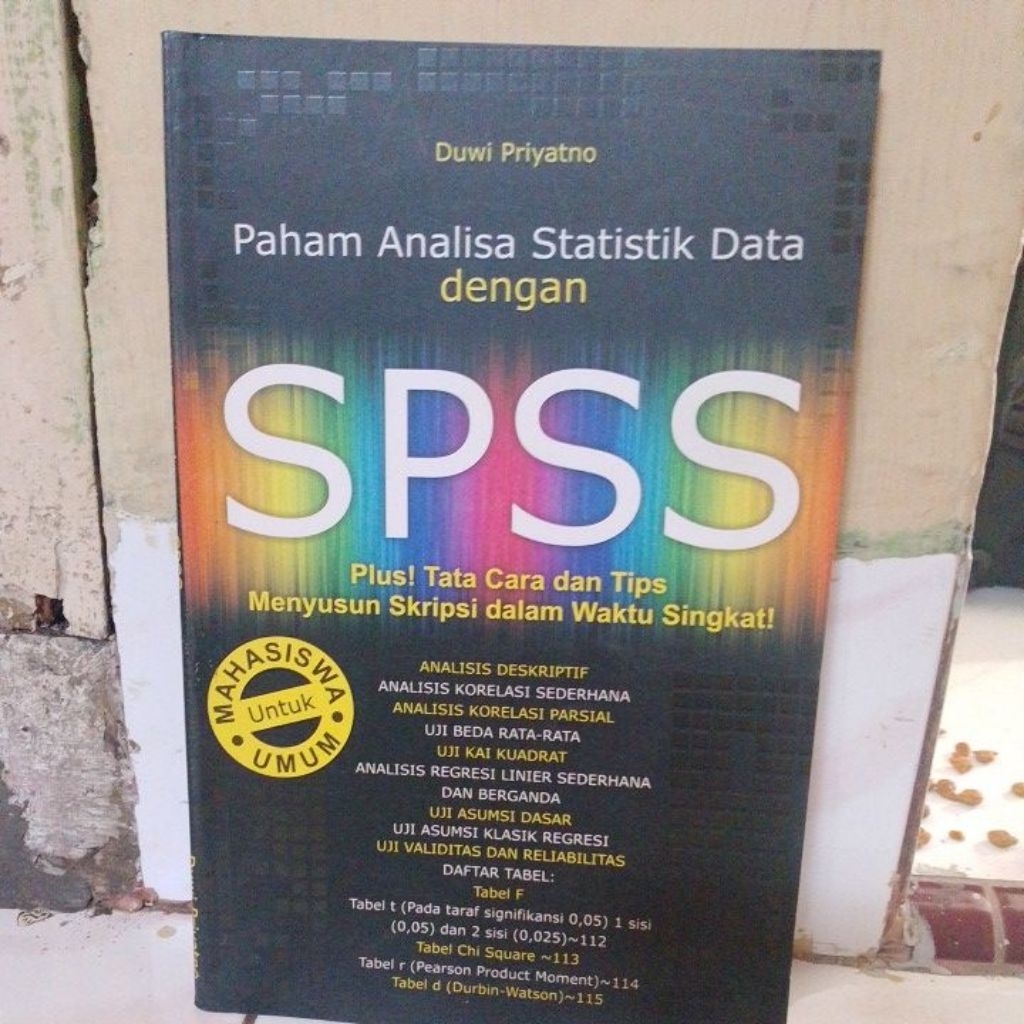 Duwi Priyatno
Paham Analisa Statistik Data
dengan
SPSS
Plus! Tata Cara dan Tips
Menyusun Skripsi dalam Waktu Singkat!
MAHASISWA
Untuk
UMUM
ANALISIS DESKRIPTIF
ANALISIS KORELASI SEDERHANA
ANALISIS KORELASI PARSIAL
UJI BEDA RATA-RATA
UJI KAI KUADRAT
ANALISIS REGRESI LINIER SEDERHANA
DAN BERGANDA
UJI ASUMSI DASAR
UJI ASUMSI KLASIK REGRESI
UJI VALIDITAS DAN RELIABILITAS
DAFTAR TABEL:
Tabel F
Tabel t (Pada taraf signifikansi 0,05) 1 sisi
(0,05) dan 2 sisi (0,025)~112
Tabel Chi Square ~113
Tabel r (Pearson Product Moment)~114
Tabel d (Durbin-Watson)~115